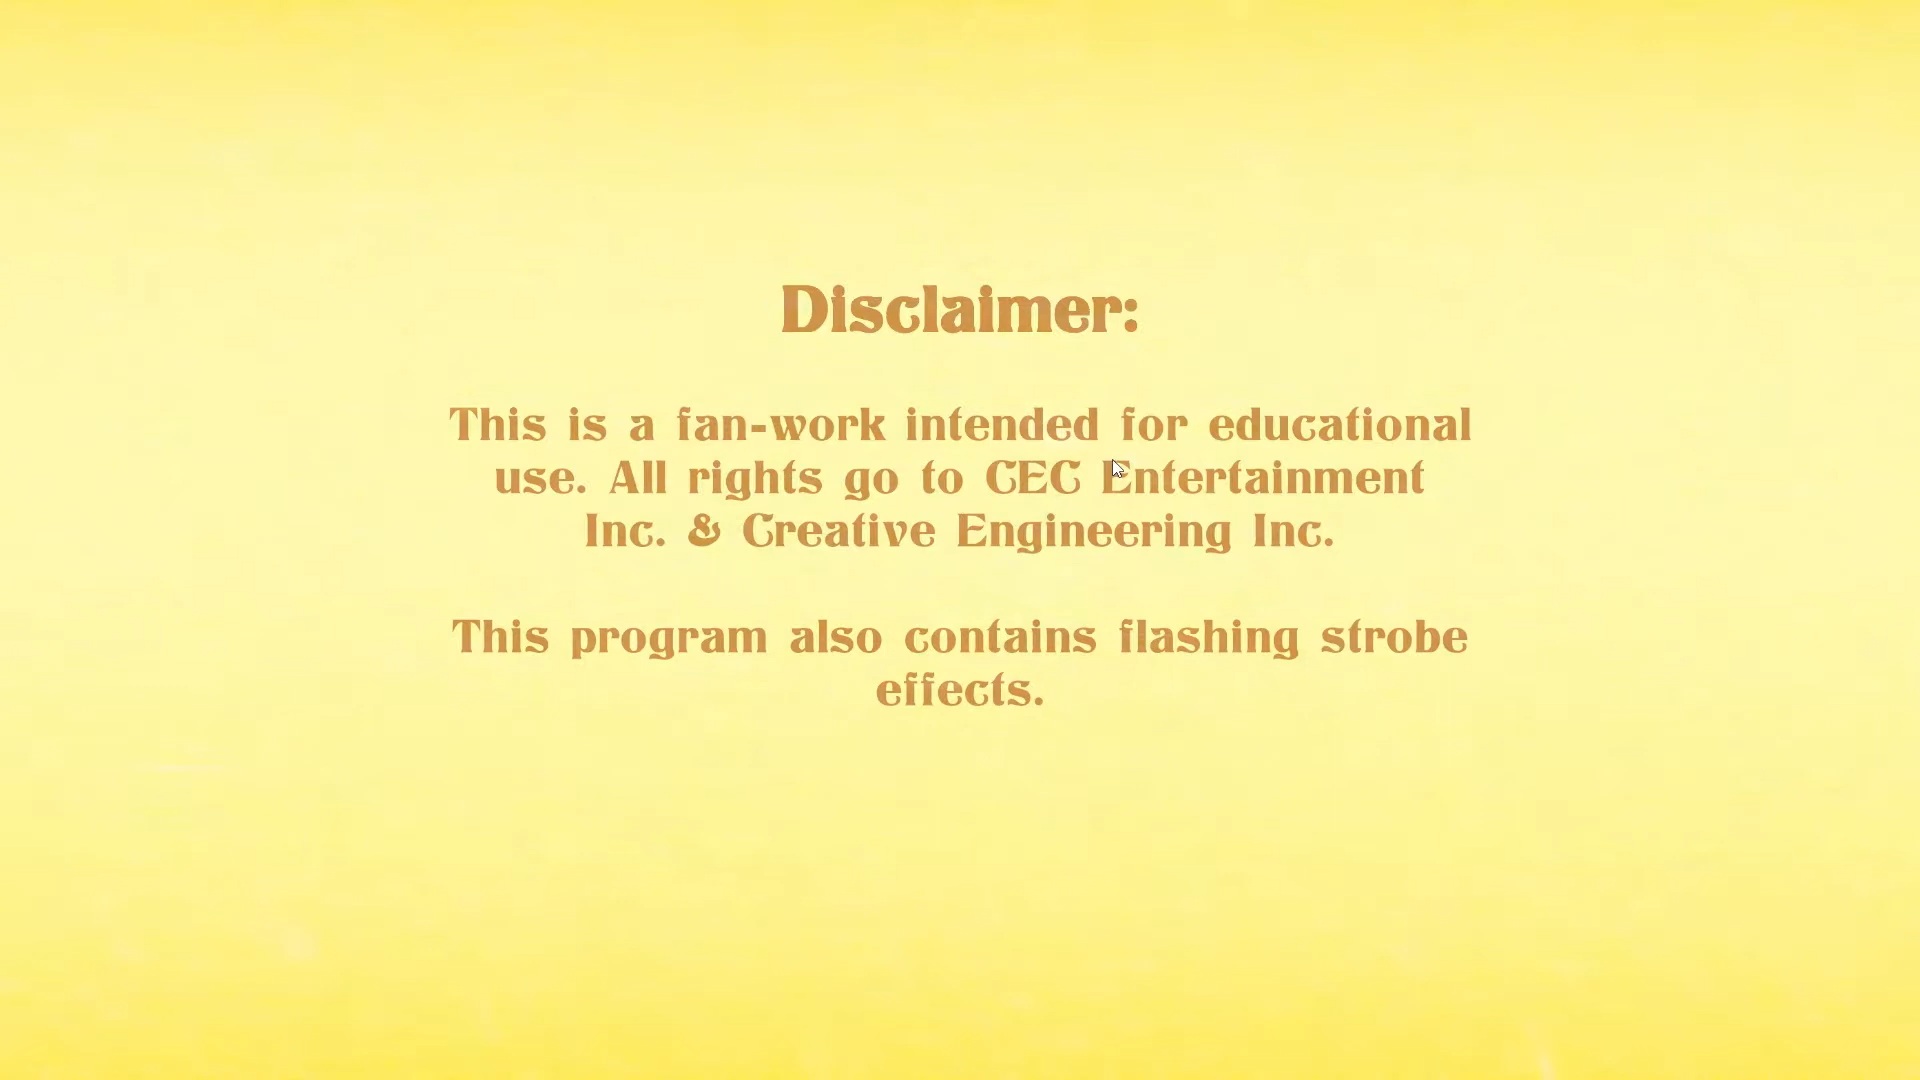 Disclaimer:
This is a fan-work intended for educational
use. All rights go to CEC Entertainment
Inc. & Creative Engineering Inc.
This program also contains flashing strobe
effects.